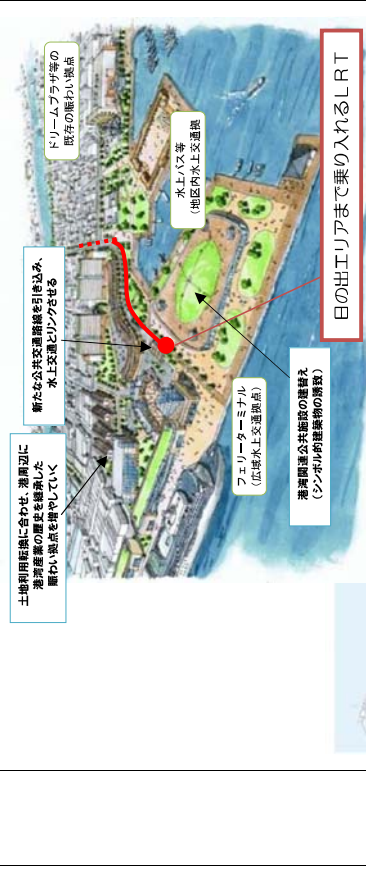 土地利用転換に合わせ、港周辺に
港湾産業の歴史を継承した
賑わい拠点を増やしていく
新たな公共交通路線を引き込み、
水上交通とリンクさせる
ドリームプラザ等の
既存の賑わい拠点
水上バス等
（地区内水上交通拠
フェリーターミナル
（広域水上交通拠点）
港湾関連公共施設の建替え
（シンボル的建築物の誘致）
日の出エリアまで乗り入れるＬＲＴ